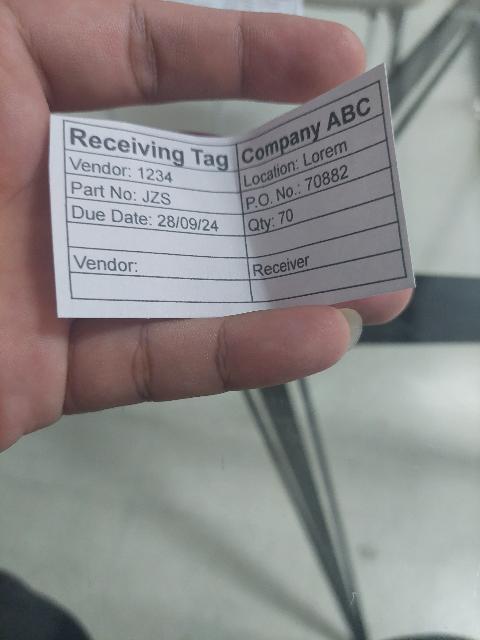 Receiving Tag Company ABC
Vendor: 1234 Location: Lorem
Part No: JZS P.O. No.: 70882
Due Date: 28/09/24 Qty: 70
Vendor: Receiver